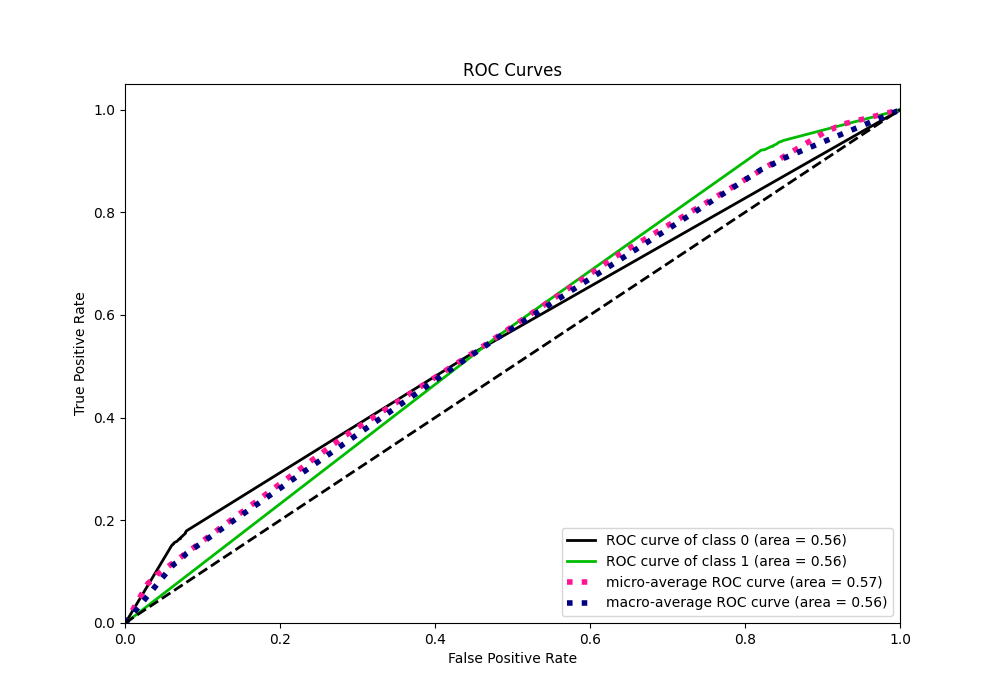 ROC Curves
True Positive Rate
1.0
0.8
0.6
0.4
0.2
0.0
ROC curve of class 0 (area = 0.56)
ROC curve of class 1 (area = 0.56)
micro-average ROC curve (area = 0.57)
macro-average ROC curve (area = 0.56)
0.0 0.2 0.4 0.6 0.8 1.0
False Positive Rate